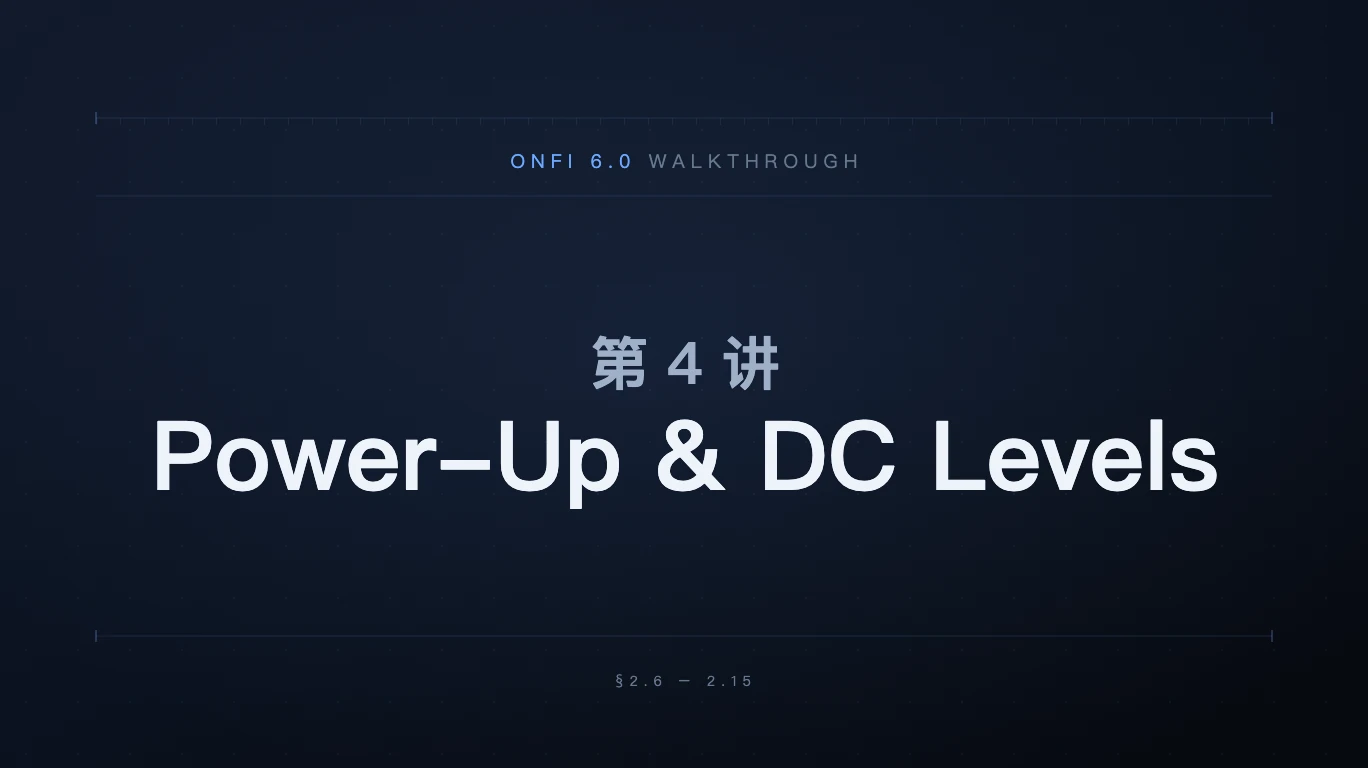 ONFI 6.0 WALKTHROUGH
第 4 讲
Power-Up & DC Levels
§2.6 — 2.15